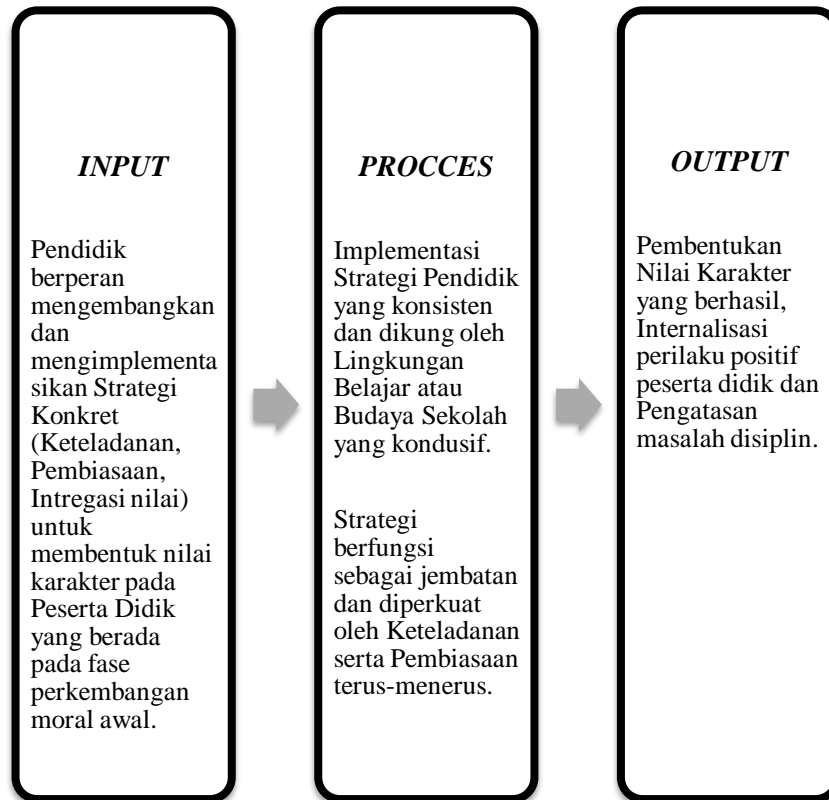 INPUT
Pendidik
berperan
mengembangkan
dan
mengimplementa
sikan Strategi
Konkret
(Keteladanan,
Pembiasaan,
Intregasi nilai)
untuk
membentuk nilai
karakter pada
Peserta Didik
yang berada
pada fase
perkembangan
moral awal.
PROCCES
Implementasi
Strategi Pendidik
yang konsisten
dan dikung oleh
Lingkungan
Belajar atau
Budaya Sekolah
yang kondusif.
Strategi
berfungsi
sebagai jembatan
dan diperkuat
oleh Keteladanan
serta Pembiasaan
terus-menerus.
OUTPUT
Pembentukan
Nilai Karakter
yang berhasil,
Internalisasi
perilaku positif
peserta didik dan
Pengatasan
masalah disiplin.